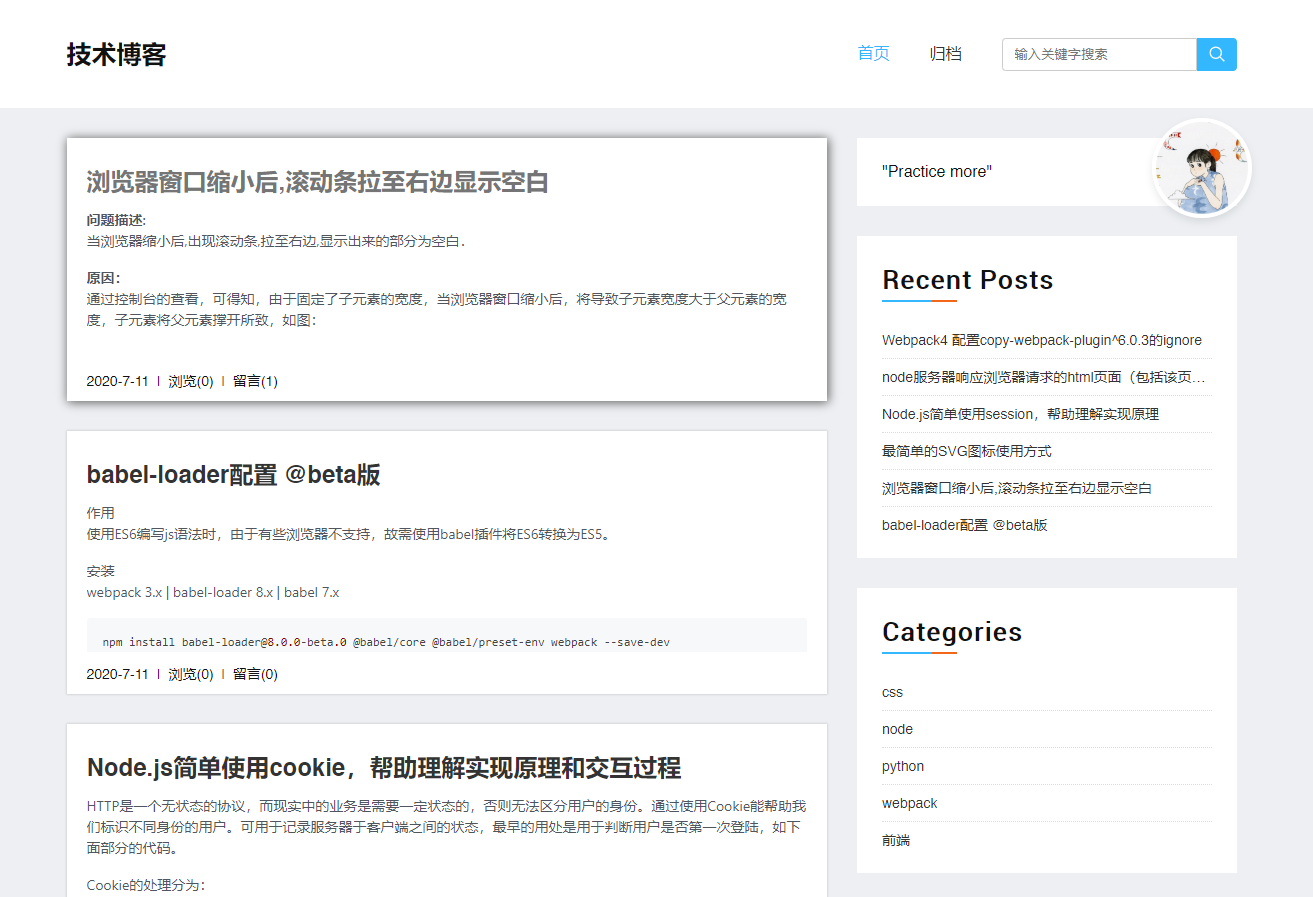 技术博客
首页
归档
输入关键字搜索
浏览器窗口缩小后,滚动条拉至右边显示空白
问题描述:
当浏览器缩小后,出现滚动条,拉至右边,显示出来的部分为空白.
原因：
通过控制台的查看，可得知，由于固定了子元素的宽度，当浏览器窗口缩小后，将导致子元素宽度大于父元素的宽
度，子元素将父元素撑开所致，如图：
2020-7-11 | 浏览(0) | 留言(1)
babel-loader配置 @beta版
作用
使用ES6编写js语法时，由于有些浏览器不支持，故需使用babel插件将ES6转换为ES5。
安装
webpack 3.x | babel-loader 8.x | babel 7.x
npm install babel-loader@8.0.0-beta.0 @babel/core @babel/preset-env webpack --save-dev
2020-7-11 | 浏览(0) | 留言(0)
Node.js简单使用cookie，帮助理解实现原理和交互过程
HTTP是一个无状态的协议，而现实中的业务是需要一定状态的，否则无法区分用户的身份。通过使用Cookie能帮助我
们标识不同身份的用户。可用于记录服务器于客户端之间的状态，最早的用处是用于判断用户是否第一次登陆，如下
面部分的代码。
Cookie的处理分为：
"Practice more"
Recent Posts
Webpack4 配置copy-webpack-plugin^6.0.3的ignore
node服务器响应浏览器请求的html页面（包括该页…
Node.js简单使用session，帮助理解实现原理
最简单的SVG图标使用方式
浏览器窗口缩小后,滚动条拉至右边显示空白
babel-loader配置 @beta版
Categories
css
node
python
webpack
前端